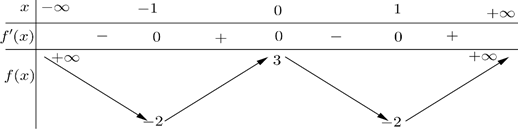 x −∞ −1 0 1 +∞
f′(x) − 0 + 0 − 0 + 
f(x) +∞ −2 3 −2 +∞